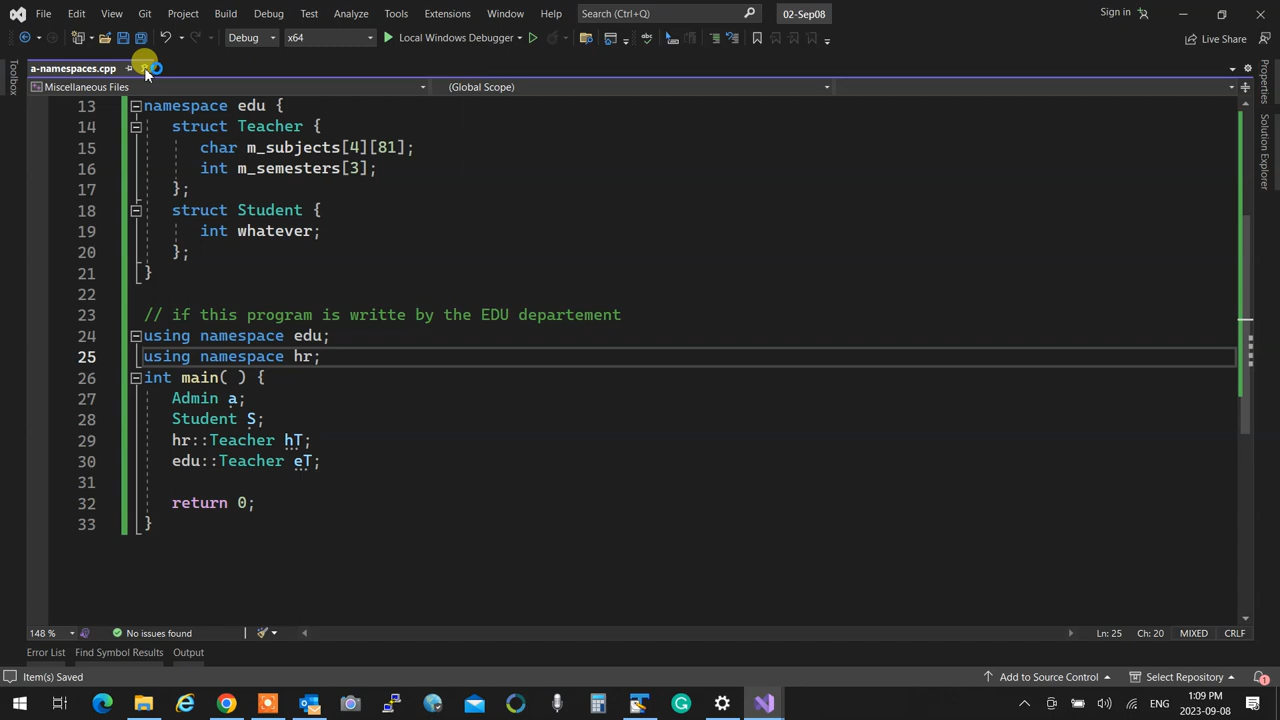 File Edit View Git Project Build Debug Test Analyze Tools Extensions Window Help Search (Ctrl+Q) 02-Sep08 Sign in
Debug x64 Local Windows Debugger Live Share
a-namespaces.cpp
Miscellaneous Files (Global Scope)
Toolbox
Properties
Solution Explorer
13 namespace edu {
14 struct Teacher {
15 char m_subjects[4][81];
16 int m_semesters[3];
17 };
18 struct Student {
19 int whatever;
20 };
21 }
22
23 // if this program is writte by the EDU departement
24 using namespace edu;
25 using namespace hr;
26 int main( ) {
27 Admin a;
28 Student S;
29 hr::Teacher hT;
30 edu::Teacher eT;
31
32 return 0;
33 }
148 % No issues found Ln: 25 Ch: 20 MIXED CRLF
Error List Find Symbol Results Output
Item(s) Saved Add to Source Control Select Repository 1
ENG 1:09 PM
2023-09-08